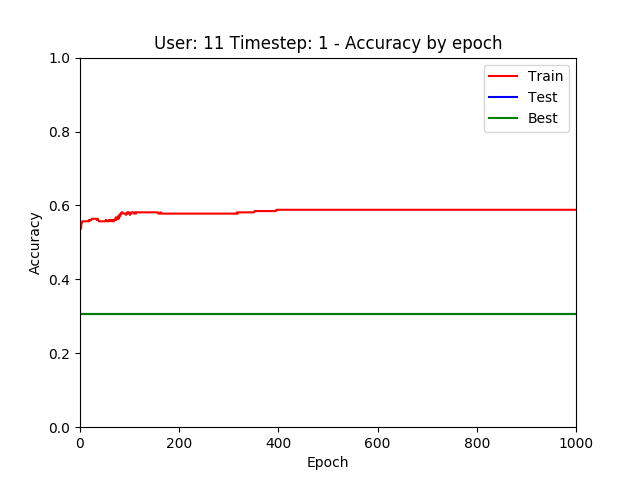 User: 11 Timestep: 1 - Accuracy by epoch
1.0
0.8
0.6
0.4
0.2
0.0
Accuracy
Train
Test
Best
0 200 400 600 800 1000
Epoch